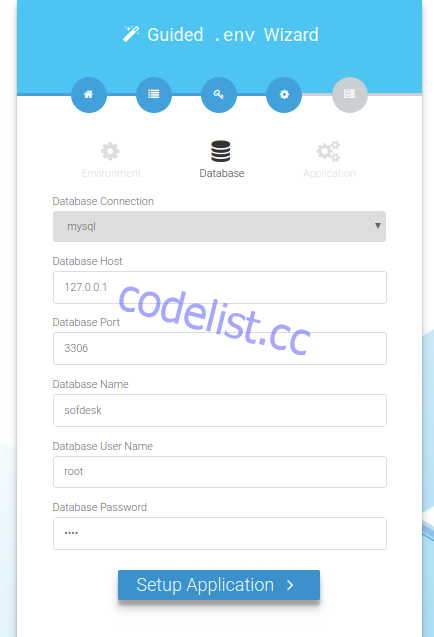 Guided .env Wizard
Environment Database Application
Database Connection
mysql
Database Host
127.0.0.1
codelist.cc
Database Port
3306
Database Name
sofdesk
Database User Name
root
Database Password
••••
Setup Application